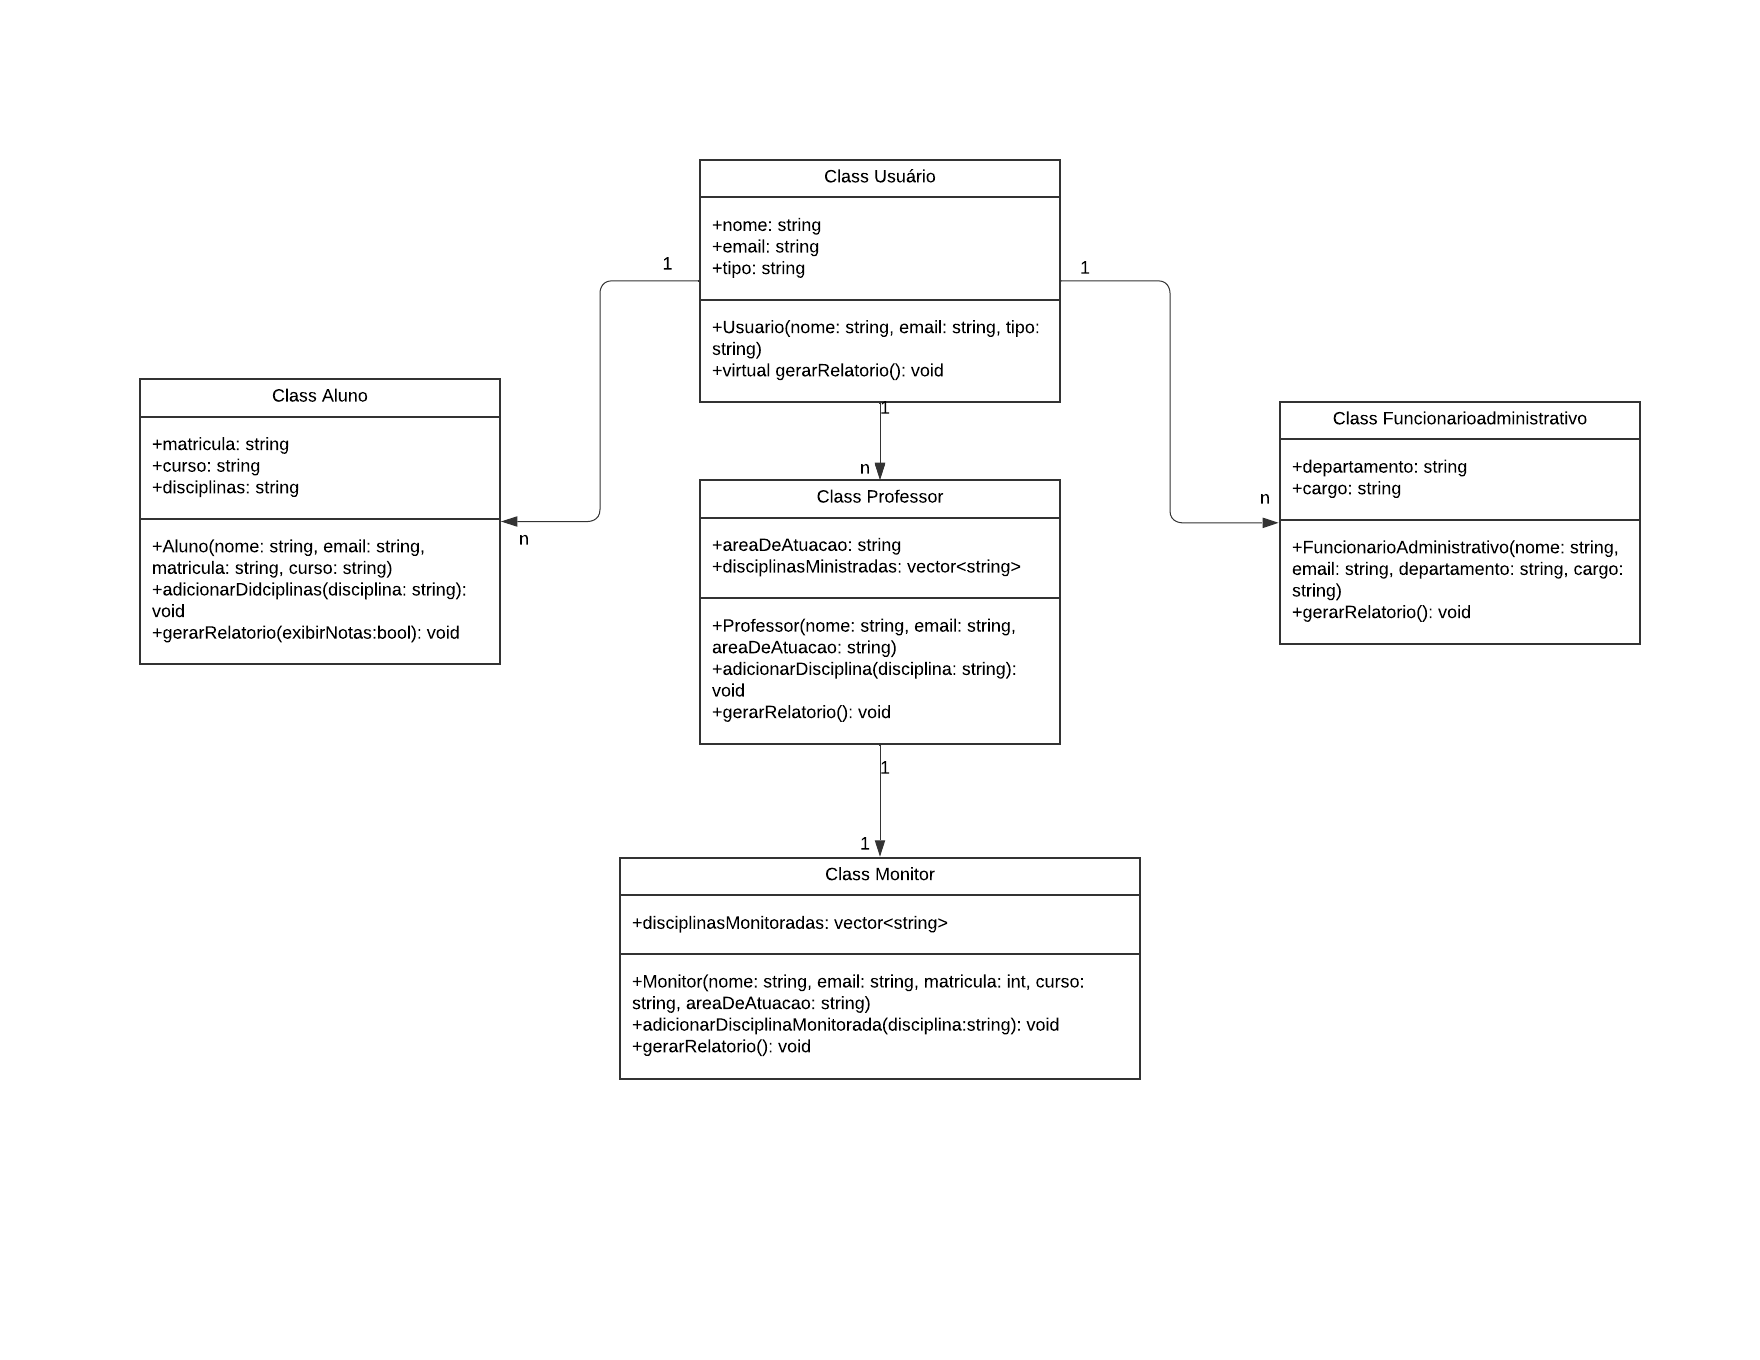 Class Usuário
+nome: string
+email: string
+tipo: string
+Usuario(nome: string, email: string, tipo:
string)
+virtual gerarRelatorio(): void
1
1
1
n
n
n
Class Aluno
+matricula: string
+curso: string
+disciplinas: string
+Aluno(nome: string, email: string,
matricula: string, curso: string)
+adicionarDidciplinas(disciplina: string):
void
+gerarRelatorio(exibirNotas:bool): void
Class Professor
+areaDeAtuacao: string
+disciplinasMinistradas: vector<string>
+Professor(nome: string, email: string,
areaDeAtuacao: string)
+adicionarDisciplina(disciplina: string):
void
+gerarRelatorio(): void
Class Funcionarioadministrativo
+departamento: string
+cargo: string
+FuncionarioAdministrativo(nome: string,
email: string, departamento: string, cargo:
string)
+gerarRelatorio(): void
1
1
Class Monitor
+disciplinasMonitoradas: vector<string>
+Monitor(nome: string, email: string, matricula: int, curso:
string, areaDeAtuacao: string)
+adicionarDisciplinaMonitorada(disciplina:string): void
+gerarRelatorio(): void